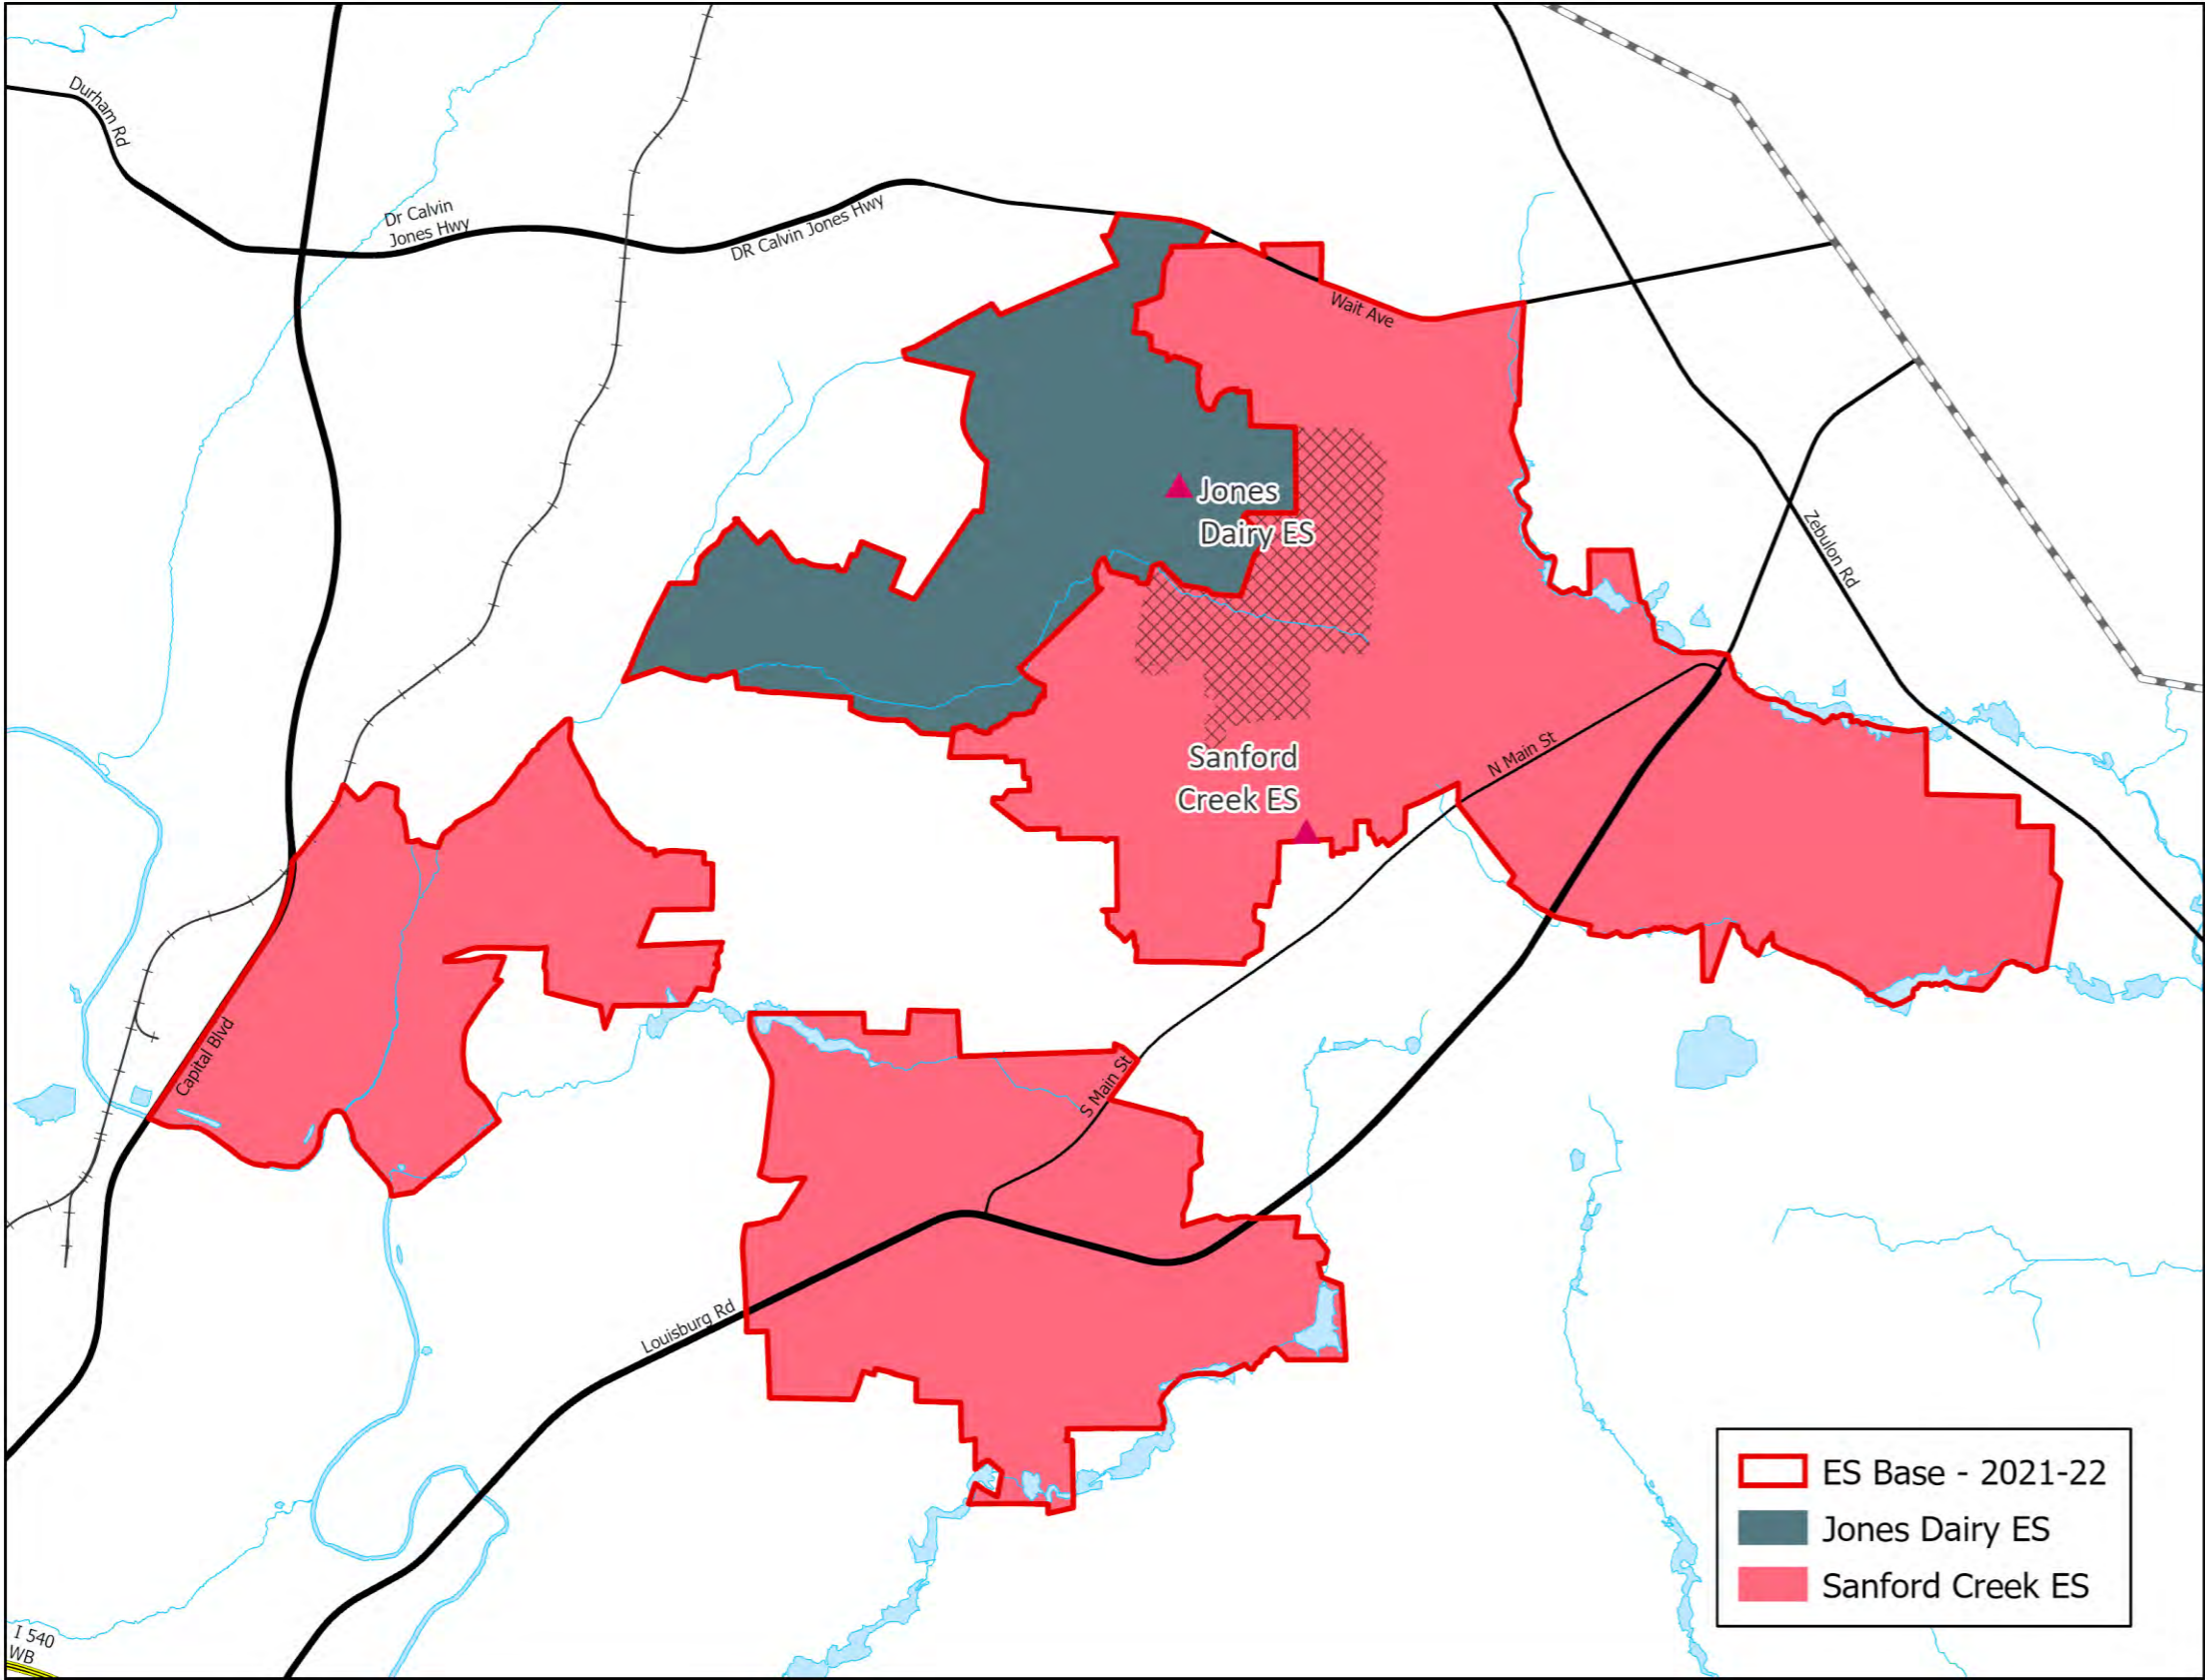 Durham Rd
Dr Calvin
Jones Hwy
DR Calvin Jones Hwy
Wait Ave
Jones
Dairy ES
Zebulon Rd
N Main St
Sanford
Creek ES
Capital Blvd
S Main St
Louisburg Rd
ES Base - 2021-22
Jones Dairy ES
Sanford Creek ES
I 540
WB